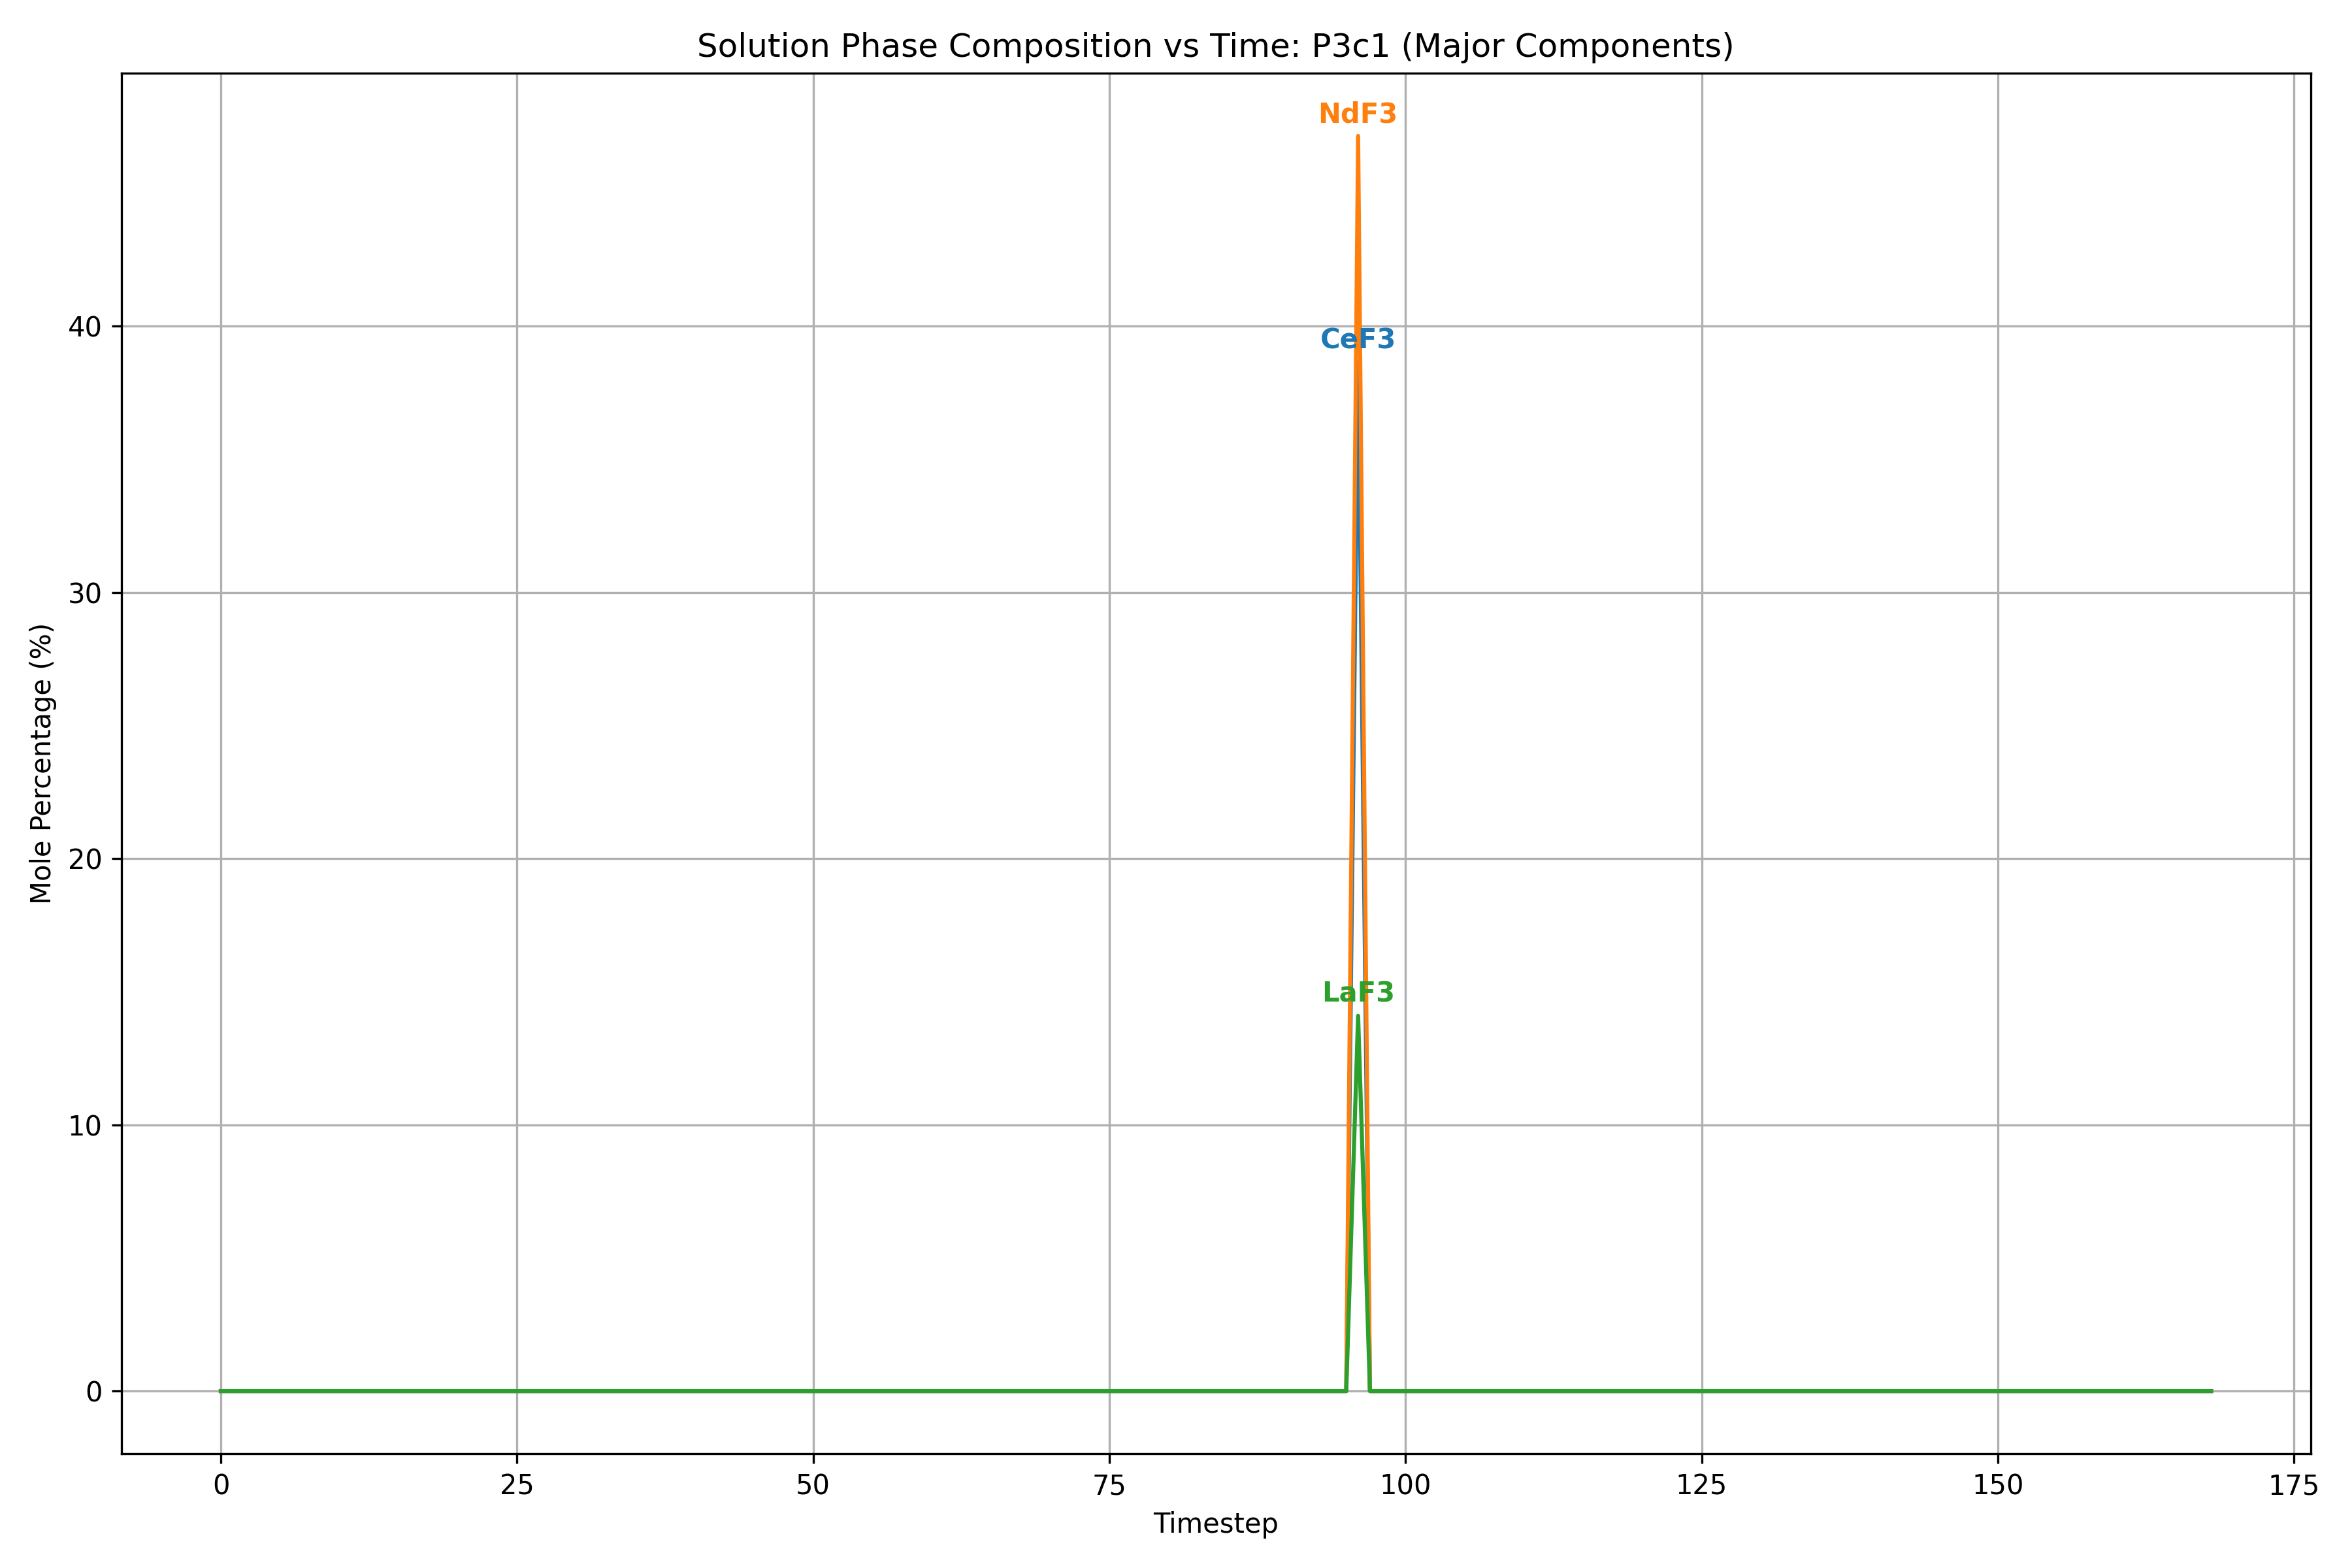 Solution Phase Composition vs Time: P3c1 (Major Components)
NdF3
CeF3
LaF3
Mole Percentage (%)
40
30
20
10
0
0 25 50 75 100 125 150 175
Timestep